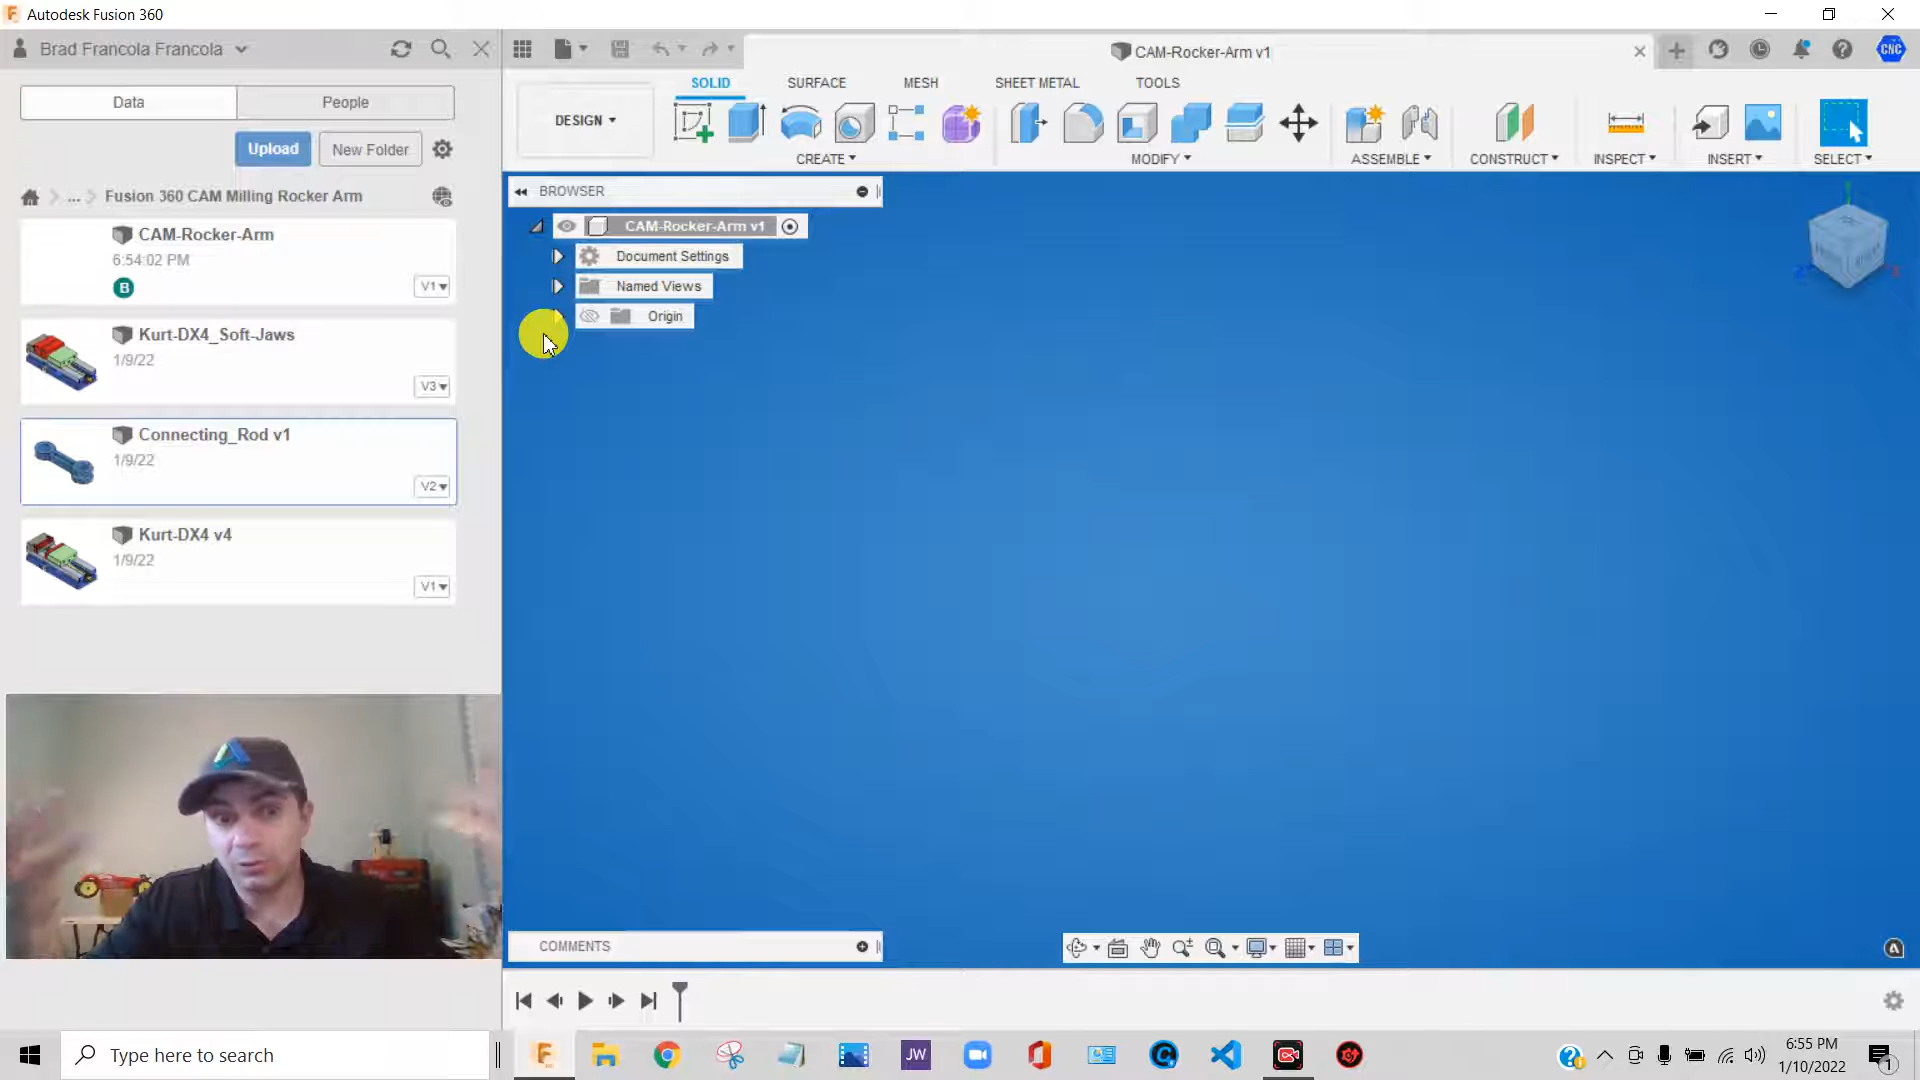 Autodesk Fusion 360
Brad Francola Francola
Data
People
Upload
New Folder
... Fusion 360 CAM Milling Rocker Arm
CAM-Rocker-Arm
6:54:02 PM
B
V1
Kurt-DX4_Soft-Jaws
1/9/22
V3
Connecting_Rod v1
1/9/22
V2
Kurt-DX4 v4
1/9/22
V1
CAM-Rocker-Arm v1
CNC
SOLID
SURFACE
MESH
SHEET METAL
TOOLS
DESIGN
CREATE
MODIFY
ASSEMBLE
CONSTRUCT
INSPECT
INSERT
SELECT
BROWSER
CAM-Rocker-Arm v1
Document Settings
Named Views
Origin
COMMENTS
Type here to search
JW
6:55 PM
1/10/2022
1